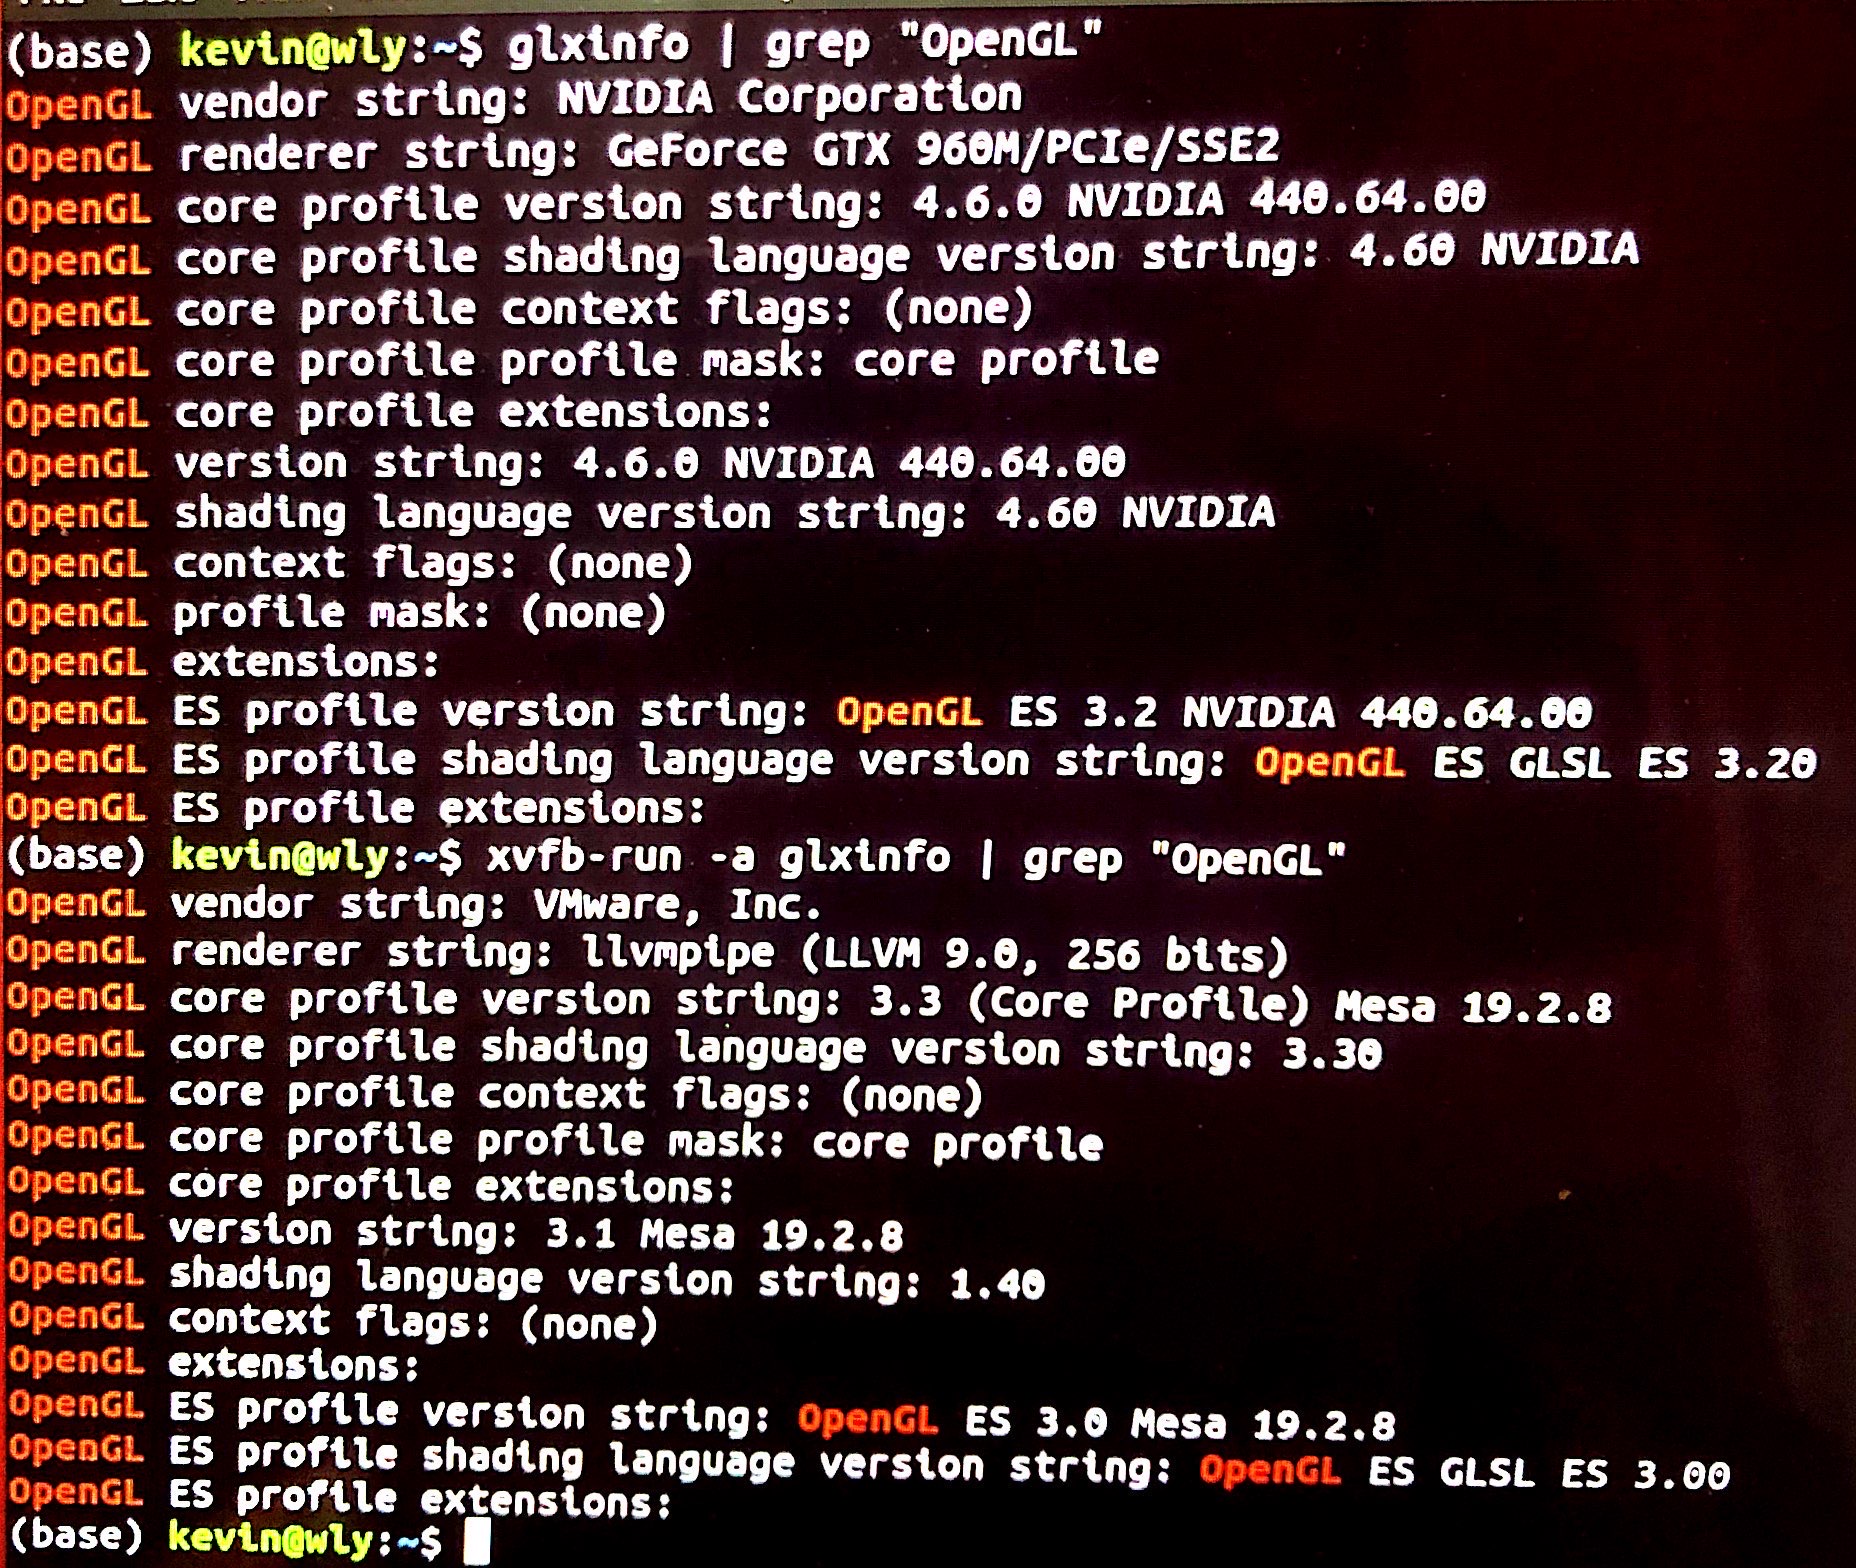 (base) kevin@wly:~$ glxinfo | grep "OpenGL"
OpenGL vendor string: NVIDIA Corporation
OpenGL renderer string: GeForce GTX 960M/PCIe/SSE2
OpenGL core profile version string: 4.6.0 NVIDIA 440.64.00
OpenGL core profile shading language version string: 4.60 NVIDIA
OpenGL core profile context flags: (none)
OpenGL core profile profile mask: core profile
OpenGL core profile extensions:
OpenGL version string: 4.6.0 NVIDIA 440.64.00
OpenGL shading language version string: 4.60 NVIDIA
OpenGL context flags: (none)
OpenGL profile mask: (none)
OpenGL extensions:
OpenGL ES profile version string: OpenGL ES 3.2 NVIDIA 440.64.00
OpenGL ES profile shading language version string: OpenGL ES GLSL ES 3.20
OpenGL ES profile extensions:
(base) kevin@wly:~$ xvfb-run -a glxinfo | grep "OpenGL"
OpenGL vendor string: VMware, Inc.
OpenGL renderer string: llvmpipe (LLVM 9.0, 256 bits)
OpenGL core profile version string: 3.3 (Core Profile) Mesa 19.2.8
OpenGL core profile shading language version string: 3.30
OpenGL core profile context flags: (none)
OpenGL core profile profile mask: core profile
OpenGL core profile extensions:
OpenGL version string: 3.1 Mesa 19.2.8
OpenGL shading language version string: 1.40
OpenGL context flags: (none)
OpenGL extensions:
OpenGL ES profile version string: OpenGL ES 3.0 Mesa 19.2.8
OpenGL ES profile shading language version string: OpenGL ES GLSL ES 3.00
OpenGL ES profile extensions:
(base) kevin@wly:~$